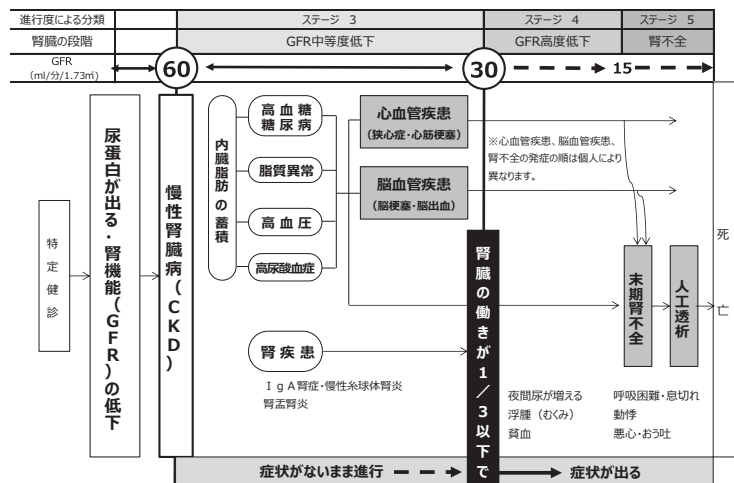 進行度による分類 ステージ 3 ステージ 4 ステージ 5
腎臓の段階 GFR中等度低下 GFR高度低下 腎不全
GFR
(ml/分/1.73㎡)
60
30
15
特定健診
尿蛋白が出る・腎機能(GFR)の低下
慢性腎臓病(CKD)
内臓脂肪の蓄積
高血糖
糖尿病
脂質異常
高血圧
高尿酸血症
腎疾患
IgA腎症・慢性糸球体腎炎
腎盂腎炎
心血管疾患
(狭心症・心筋梗塞)
脳血管疾患
(脳梗塞・脳出血)
※心血管疾患、脳血管疾患、
腎不全の発症の順は個人により
異なります。
腎臓の働きが1/3以下で
末期腎不全
人工透析
死亡
夜間尿が増える
浮腫(むくみ)
貧血
呼吸困難・息切れ
動悸
悪心・おう吐
症状がないまま進行
症状が出る